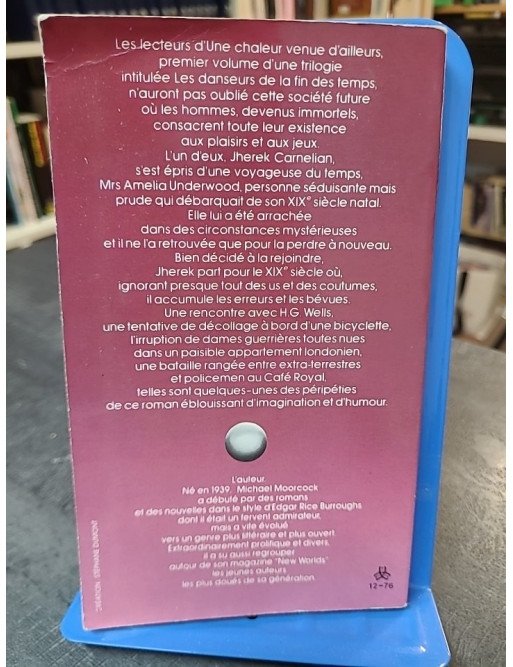 Les lecteurs d'Une chaleur venue d'ailleurs,
premier volume d'une trilogie
intitulée Les danseurs de la fin des temps,
n'auront pas oublié cette société future
où les hommes, devenus immortels,
consacrent toute leur existence
aux plaisirs et aux jeux.
L'un d'eux, Jherek Carnelian,
s'est épris d'une voyageuse du temps,
Mrs Amelia Underwood, personne séduisante mais
prude qui débarquait de son XIXe siècle natal.
Elle lui a été arrachée
dans des circonstances mystérieuses
et il ne l'a retrouvée que pour la perdre à nouveau.
Bien décidé à la rejoindre,
Jherek part pour le XIXe siècle où,
ignorant presque tout des us et des coutumes,
il accumule les erreurs et les bévues.
Une rencontre avec H.G. Wells,
une tentative de décollage à bord d'une bicyclette,
l'irruption de dames guerrières toutes nues
dans un paisible appartement londonien,
une bataille rangée entre extra-terrestres
et policemen au Café Royal,
telles sont quelques-unes des péripéties
de ce roman éblouissant d'imagination et d'humour.
L'auteur.
Né en 1939, Michael Moorcock
a débuté par des romans
et des nouvelles dans le style d'Edgar Rice Burroughs
dont il était un fervent admirateur,
mais a vite évolué
vers un genre plus littéraire et plus ouvert.
Extraordinairement prolifique et divers,
il a su aussi regrouper
autour de son magazine "New Worlds"
les jeunes auteurs
les plus doués de sa génération.
CRÉATION : STÉPHANE DUMONT
12-76